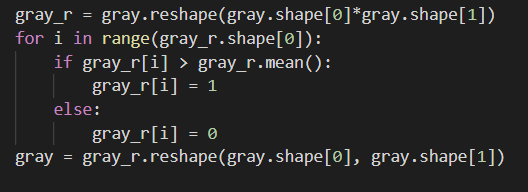 gray_r = gray.reshape(gray.shape[0]*gray.shape[1])
for i in range(gray_r.shape[0]):
    if gray_r[i] > gray_r.mean():
        gray_r[i] = 1
    else:
        gray_r[i] = 0
gray = gray_r.reshape(gray.shape[0], gray.shape[1])